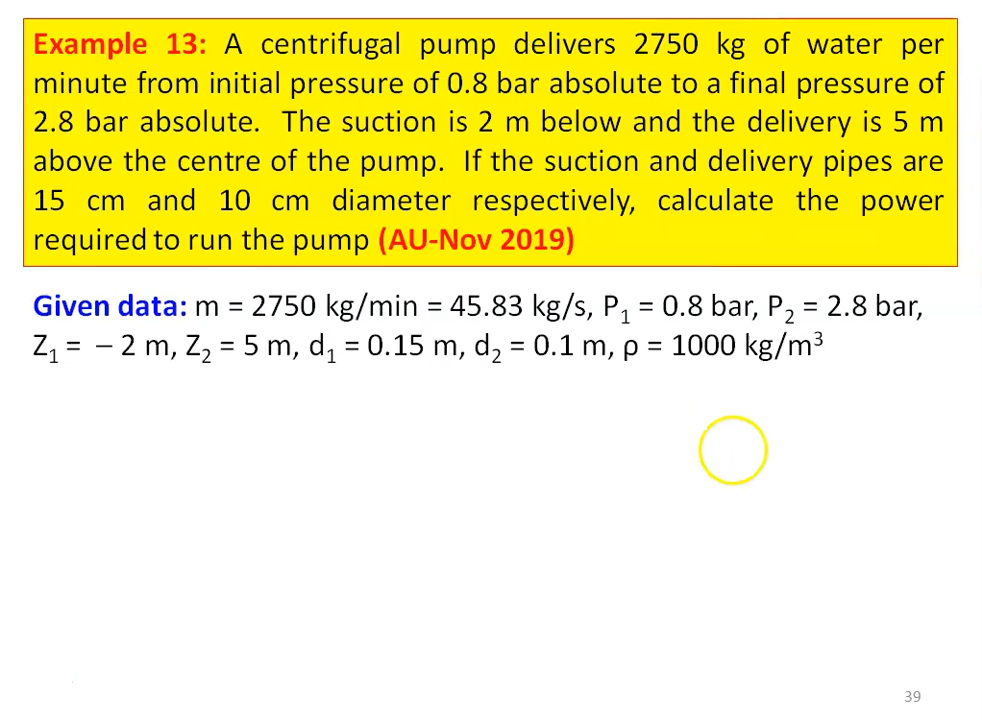 Example 13: A centrifugal pump delivers 2750 kg of water per
minute from initial pressure of 0.8 bar absolute to a final pressure of
2.8 bar absolute. The suction is 2 m below and the delivery is 5 m
above the centre of the pump. If the suction and delivery pipes are
15 cm and 10 cm diameter respectively, calculate the power
required to run the pump (AU-Nov 2019)
Given data: m = 2750 kg/min = 45.83 kg/s, P₁ = 0.8 bar, P₂ = 2.8 bar,
Z₁ = – 2 m, Z₂ = 5 m, d₁ = 0.15 m, d₂ = 0.1 m, ρ = 1000 kg/m³
39